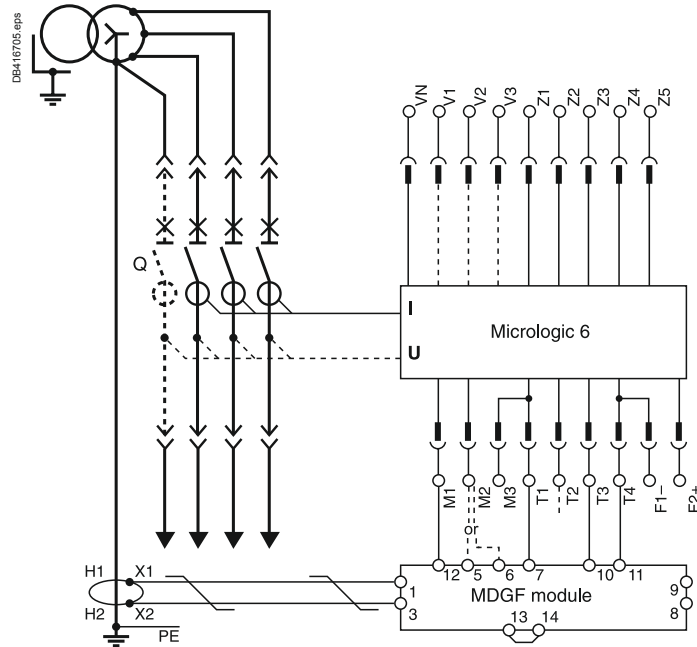 DB416705.eps
VN V1 V2 V3 Z1 Z2 Z3 Z4 Z5
Q
I
Micrologic 6
U
M1 M2 M3 T1 T2 T3 T4 F1– F2+
or
H1 X1
12 5 6 7 10 11
1
MDGF module
9
H2 X2
3
8
13 14
PE